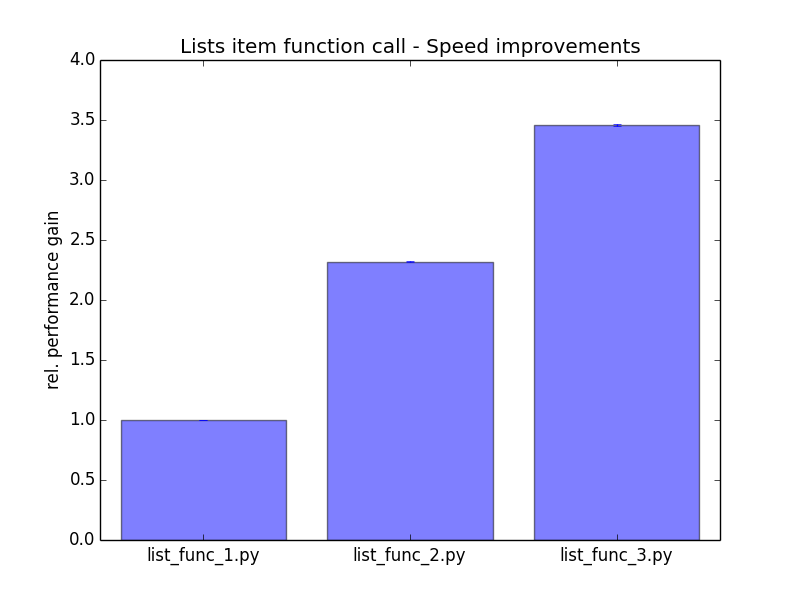 Lists item function call - Speed improvements
4.0
3.5
3.0
2.5
2.0
1.5
1.0
0.5
0.0
rel. performance gain
list_func_1.py
list_func_2.py
list_func_3.py